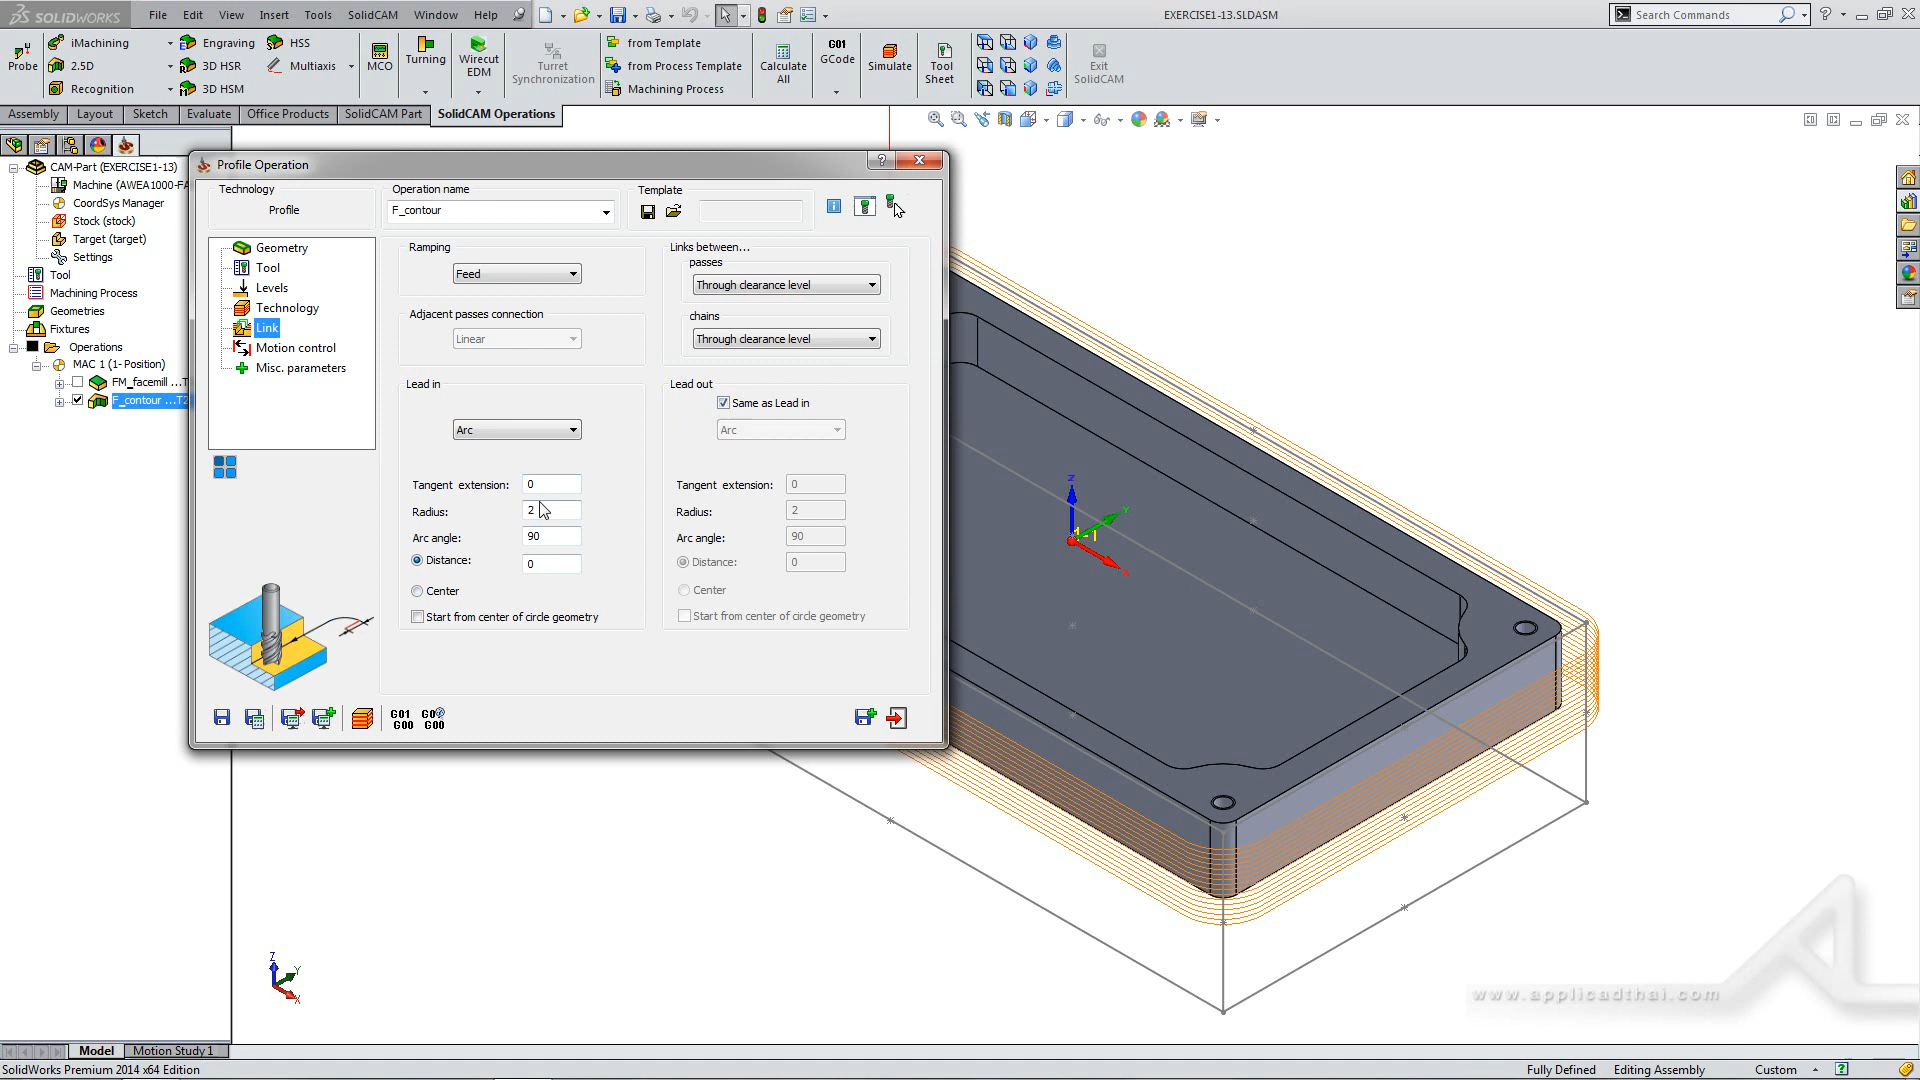 SOLIDWORKS File Edit View Insert Tools SolidCAM Window Help EXERCISE1-13.SLDASM Search Commands
Probe iMachining Engraving HSS
2.5D 3D HSR Multiaxis
Recognition 3D HSM
MCO Turning Wirecut EDM Turret Synchronization
from Template
from Process Template
Machining Process
Calculate All G01 GCode Simulate Tool Sheet Exit SolidCAM
Assembly Layout Sketch Evaluate Office Products SolidCAM Part SolidCAM Operations
CAM-Part (EXERCISE1-13)
Machine (AWEA1000-FA
CoordSys Manager
Stock (stock)
Target (target)
Settings
Tool
Machining Process
Geometries
Fixtures
Operations
MAC 1 (1- Position)
FM_facemill ...T
F_contour ...T2
Profile Operation
Technology
Profile
Operation name
F_contour
Template
Geometry
Tool
Levels
Technology
Link
Motion control
Misc. parameters
Ramping
Feed
Adjacent passes connection
Linear
Links between...
passes
Through clearance level
chains
Through clearance level
Lead in
Arc
Tangent extension: 0
Radius: 2
Arc angle: 90
Distance: 0
Center
Start from center of circle geometry
Lead out
Same as Lead in
Arc
Tangent extension: 0
Radius: 2
Arc angle: 90
Distance: 0
Center
Start from center of circle geometry
G01 G00
Z
Y
X
Z
Y
X
www.applicadthai.com
Model Motion Study 1
SolidWorks Premium 2014 x64 Edition Fully Defined Editing Assembly Custom